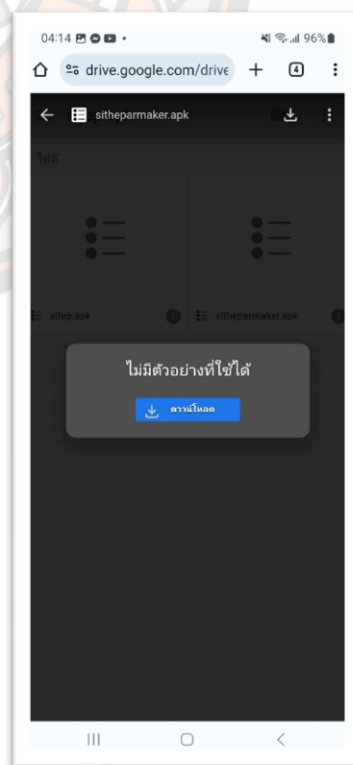 04:14
96%
drive.google.com/drive
4
sitheparmaker.apk
ไฟล์
sitep.apk
sitheparmaker.apk
ไม่มีตัวอย่างที่ใช้ได้
ดาวน์โหลด